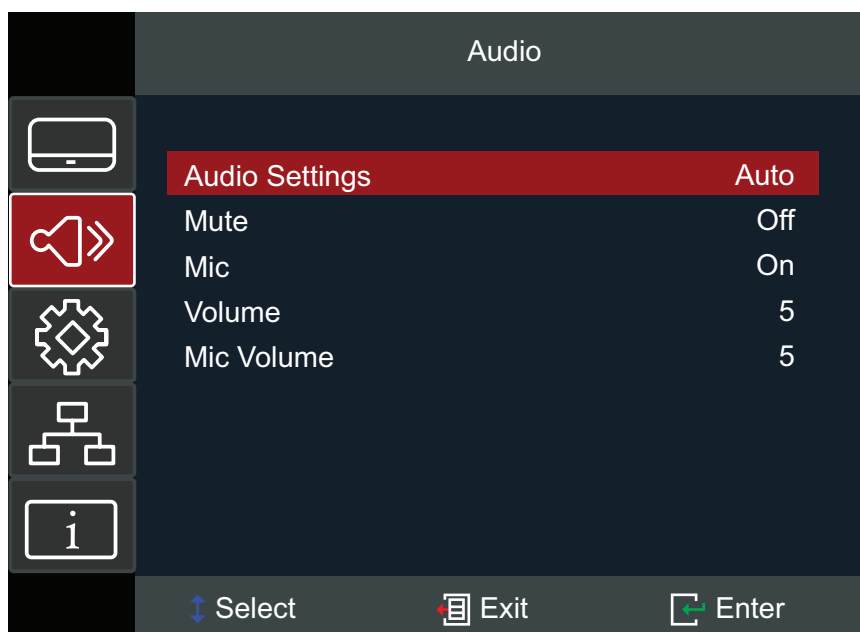 Audio
Audio Settings Auto
Mute Off
Mic On
Volume 5
Mic Volume 5
i
Select Exit Enter